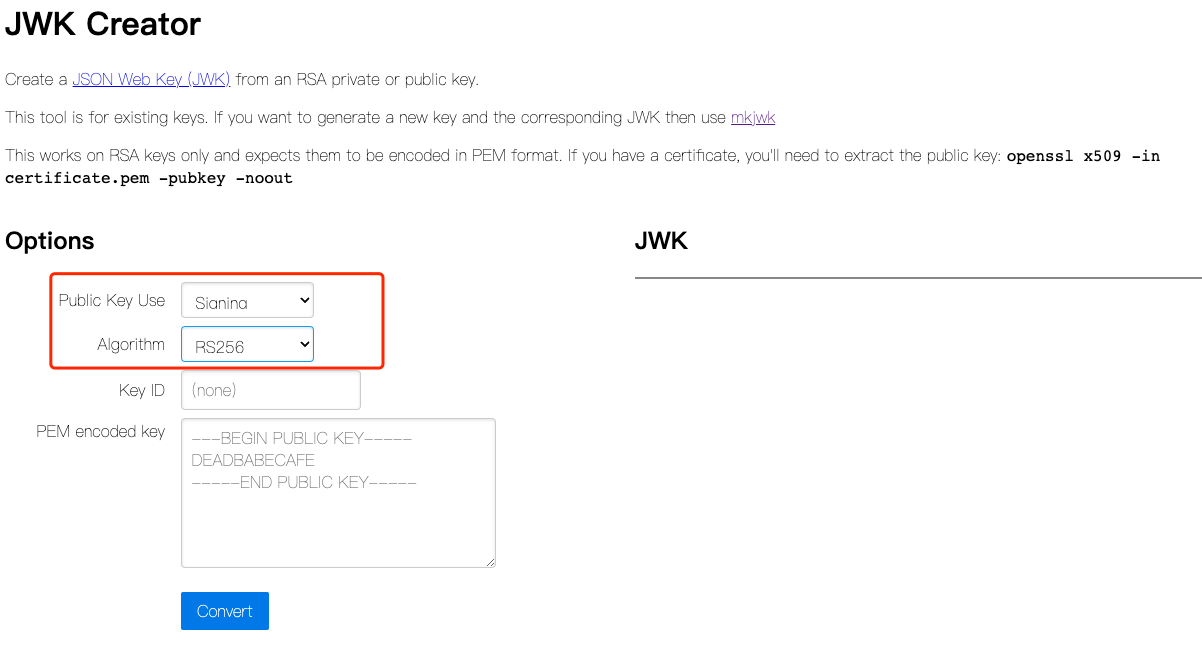 JWK Creator
Create a JSON Web Key (JWK) from an RSA private or public key.
This tool is for existing keys. If you want to generate a new key and the corresponding JWK then use mkjwk
This works on RSA keys only and expects them to be encoded in PEM format. If you have a certificate, you'll need to extract the public key: openssl x509 -in
certificate.pem -pubkey -noout
Options
JWK
Public Key Use Signing
Algorithm RS256
Key ID (none)
PEM encoded key ---BEGIN PUBLIC KEY-----
DEADBABECAFE
-----END PUBLIC KEY-----
Convert